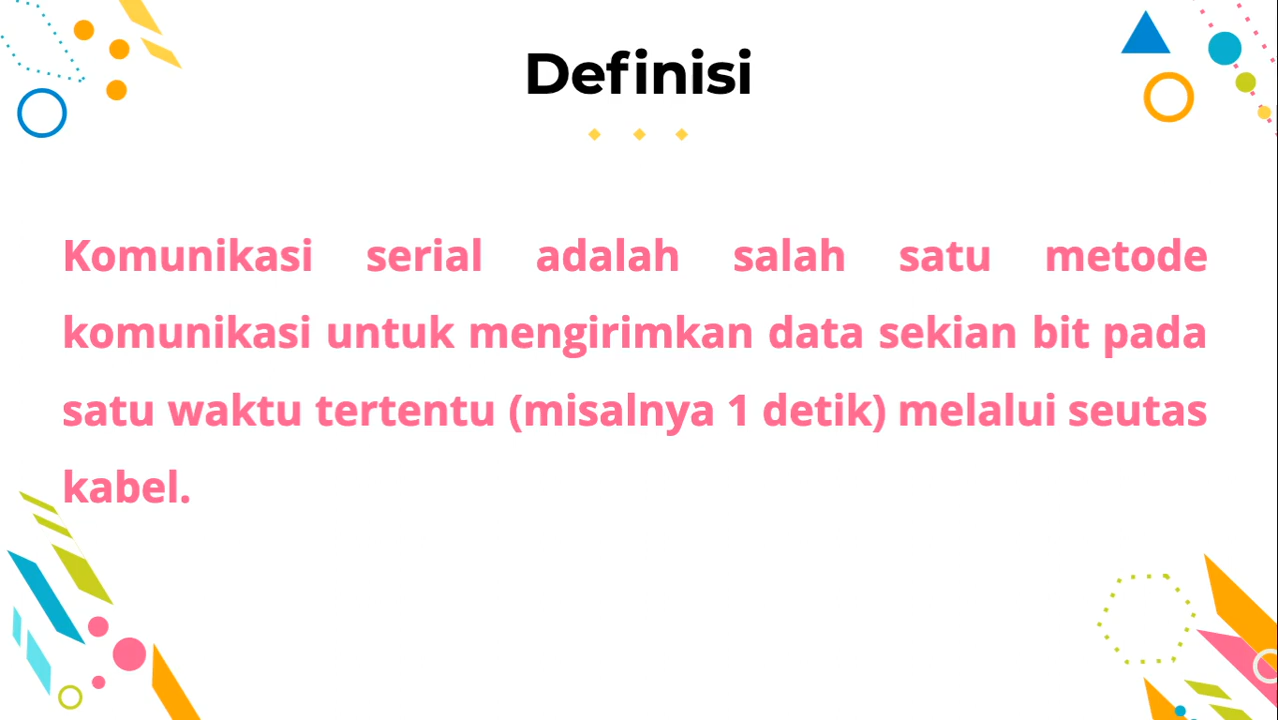 Definisi
Komunikasi serial adalah salah satu metode
komunikasi untuk mengirimkan data sekian bit pada
satu waktu tertentu (misalnya 1 detik) melalui seutas
kabel.